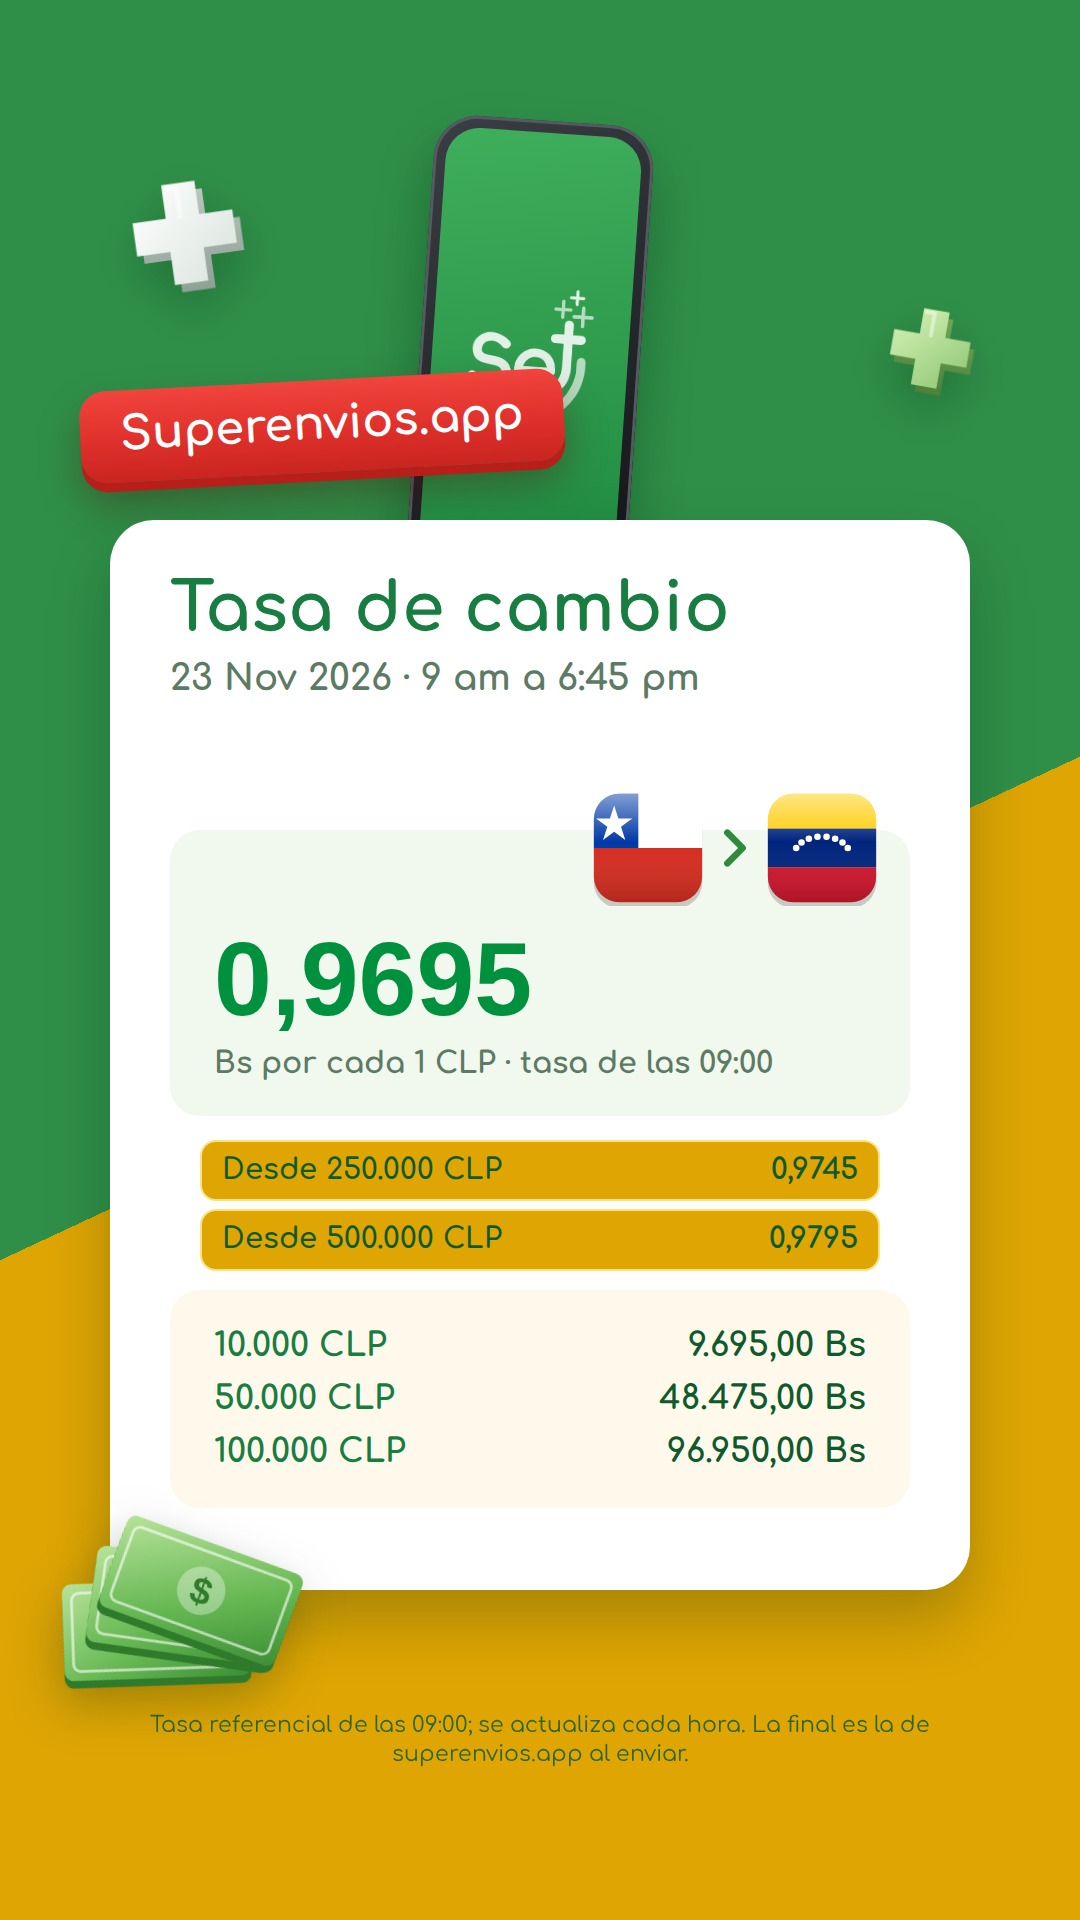 Set
Superenvios.app
Tasa de cambio
23 Nov 2026 · 9 am a 6:45 pm
0,9695
Bs por cada 1 CLP · tasa de las 09:00
Desde 250.000 CLP 0,9745
Desde 500.000 CLP 0,9795
10.000 CLP 9.695,00 Bs
50.000 CLP 48.475,00 Bs
100.000 CLP 96.950,00 Bs
$
Tasa referencial de las 09:00; se actualiza cada hora. La final es la de
superenvios.app al enviar.